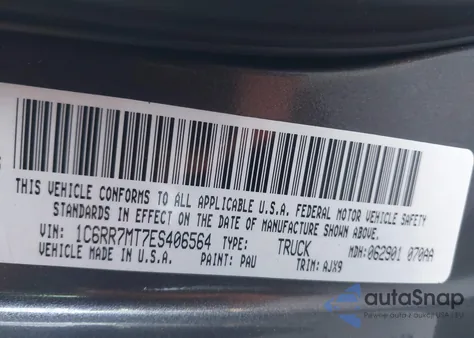 THIS VEHICLE CONFORMS TO ALL APPLICABLE U.S.A. FEDERAL MOTOR VEHICLE SAFETY
STANDARDS IN EFFECT ON THE DATE OF MANUFACTURE SHOWN ABOVE.
VIN: 1C6RR7MT7ES406564 TYPE: TRUCK MDH:062901 070AA
VEHICLE MADE IN U.S.A. PAINT: PAU TRIM: AJX9
autoSnap